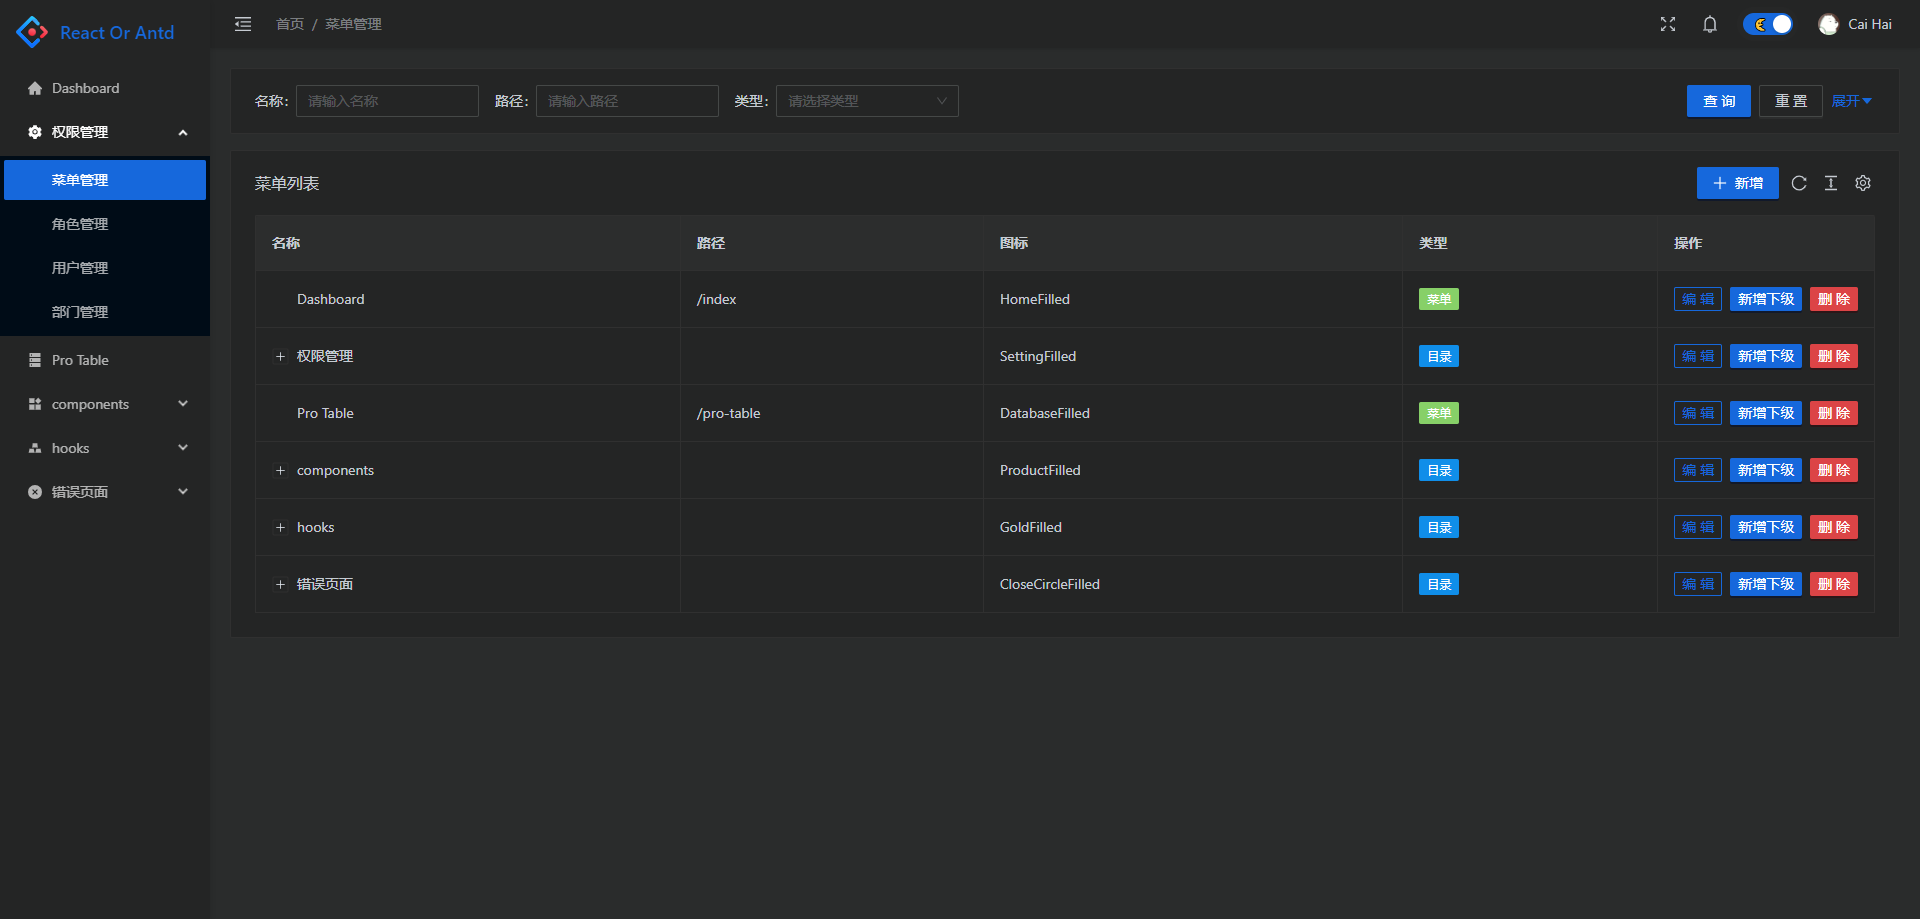 React Or Antd
首页 / 菜单管理
Cai Hai
Dashboard
权限管理
菜单管理
角色管理
用户管理
部门管理
Pro Table
components
hooks
错误页面
名称: 请输入名称 路径: 请输入路径 类型: 请选择类型 查 询 重 置 展开
菜单列表 新增
名称 路径 图标 类型 操作
Dashboard /index HomeFilled 菜单 编 辑 新增下级 删 除
权限管理 SettingFilled 目录 编 辑 新增下级 删 除
Pro Table /pro-table DatabaseFilled 菜单 编 辑 新增下级 删 除
components ProductFilled 目录 编 辑 新增下级 删 除
hooks GoldFilled 目录 编 辑 新增下级 删 除
错误页面 CloseCircleFilled 目录 编 辑 新增下级 删 除